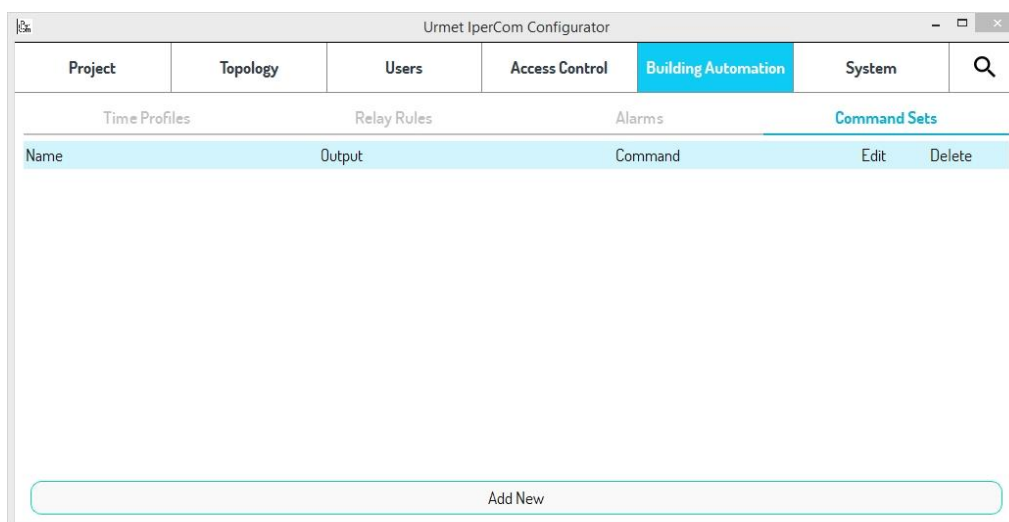 Urmet IperCom Configurator
Project Topology Users Access Control Building Automation System
Time Profiles Relay Rules Alarms Command Sets
Name Output Command Edit Delete
Add New